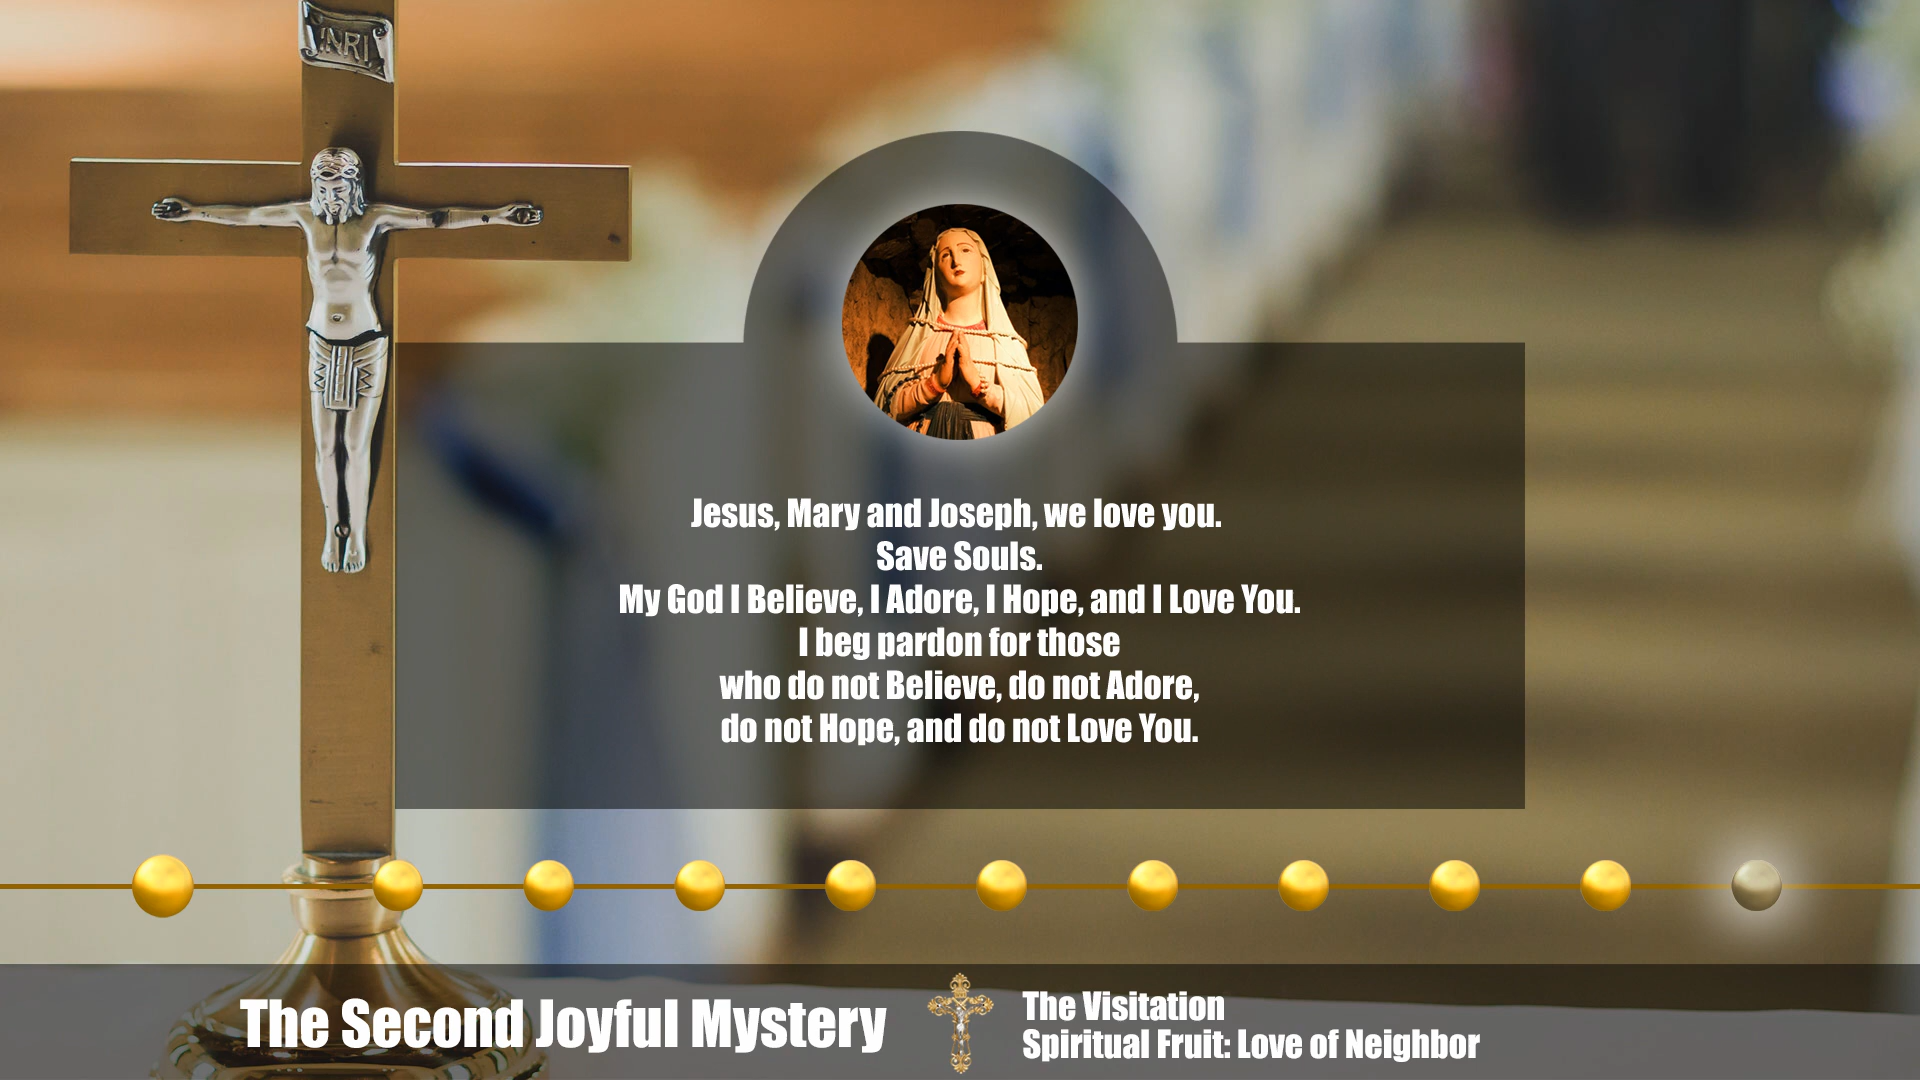 INRI
Jesus, Mary and Joseph, we love you.
Save Souls.
My God I Believe, I Adore, I Hope, and I Love You.
I beg pardon for those
who do not Believe, do not Adore,
do not Hope, and do not Love You.
The Second Joyful Mystery
The Visitation
Spiritual Fruit: Love of Neighbor